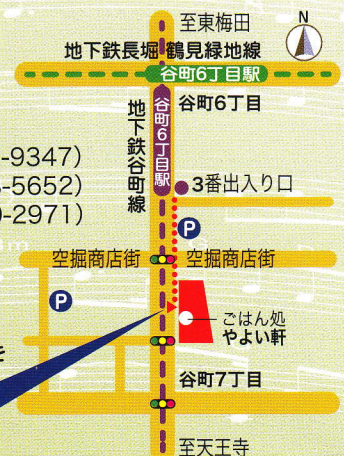 至東梅田
N
地下鉄長堀鶴見緑地線
谷町6丁目駅
谷町6丁目
谷町6丁目駅
地下鉄谷町線
-9347)
-5652)
-2971)
3番出入り口
P
空掘商店街
空掘商店街
P
ごはん処
やよい軒
谷町7丁目
至天王寺